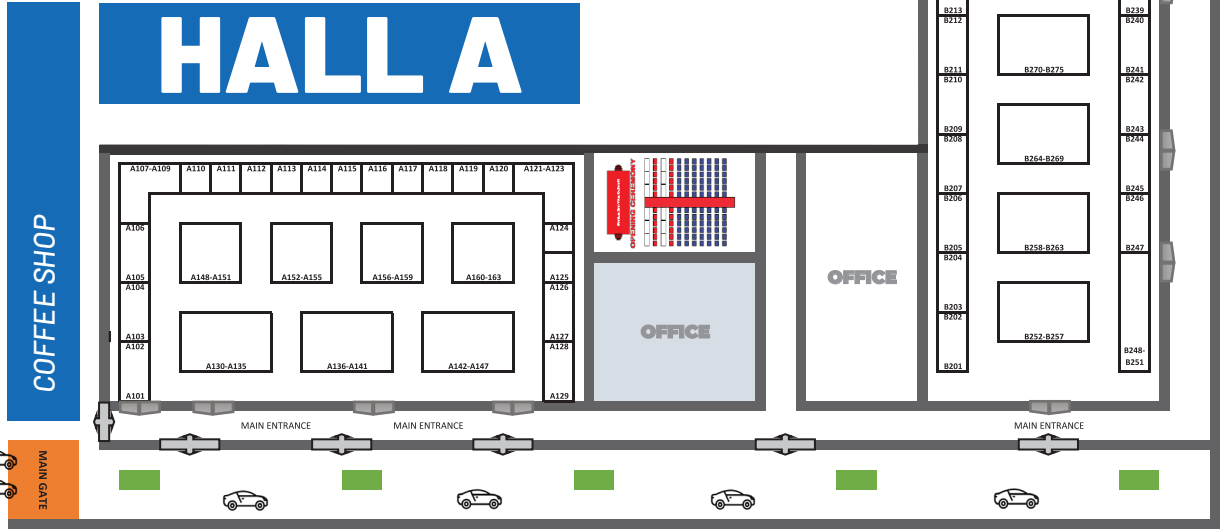 HALL A
COFFEE SHOP
MAIN GATE
A107-A109
A110
A111
A112
A113
A114
A115
A116
A117
A118
A119
A120
A121-A123
A106
A105
A104
A103
A102
A101
A124
A125
A126
A127
A128
A129
A148-A151
A152-A155
A156-A159
A160-163
A130-A135
A136-A141
A142-A147
OPENING CEREMONY
OFFICE
OFFICE
B213
B212
B211
B210
B209
B208
B207
B206
B205
B204
B203
B202
B201
B270-B275
B264-B269
B258-B263
B252-B257
B239
B240
B241
B242
B243
B244
B245
B246
B247
B248-
B251
MAIN ENTRANCE
MAIN ENTRANCE
MAIN ENTRANCE